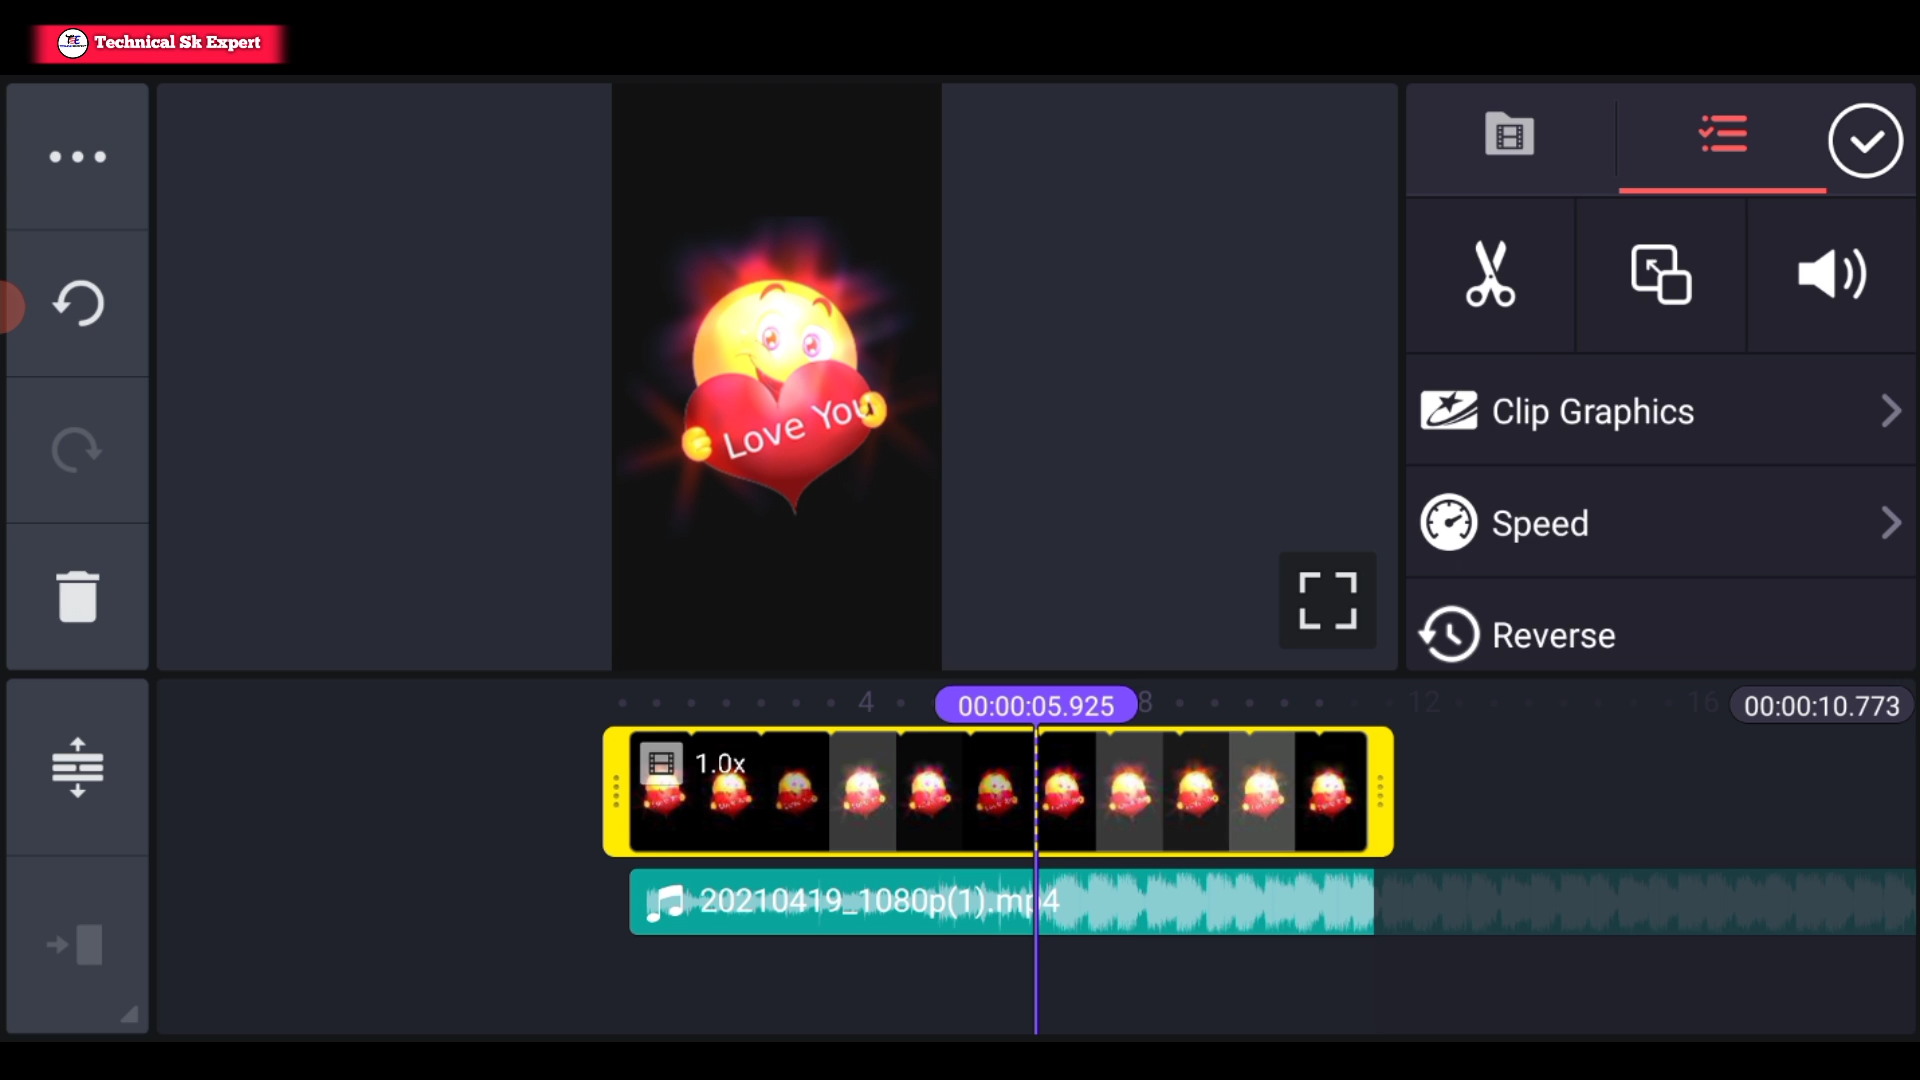 Technical Sk Expert
Love You
Clip Graphics
Speed
Reverse
4
00:00:05.925
8
12
16
00:00:10.773
1.0x
20210419_1080p(1).mp4